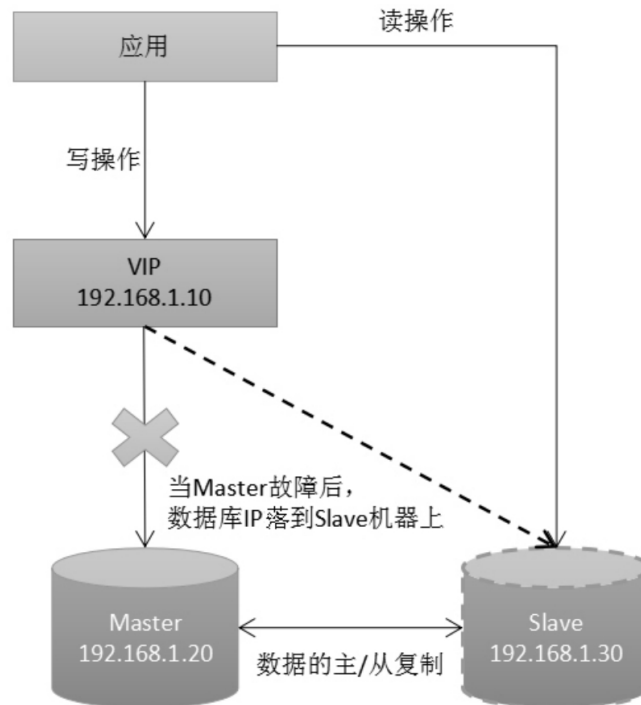 应用
读操作
写操作
VIP
192.168.1.10
当Master故障后，
数据库IP落到Slave机器上
Master
192.168.1.20
数据的主/从复制
Slave
192.168.1.30